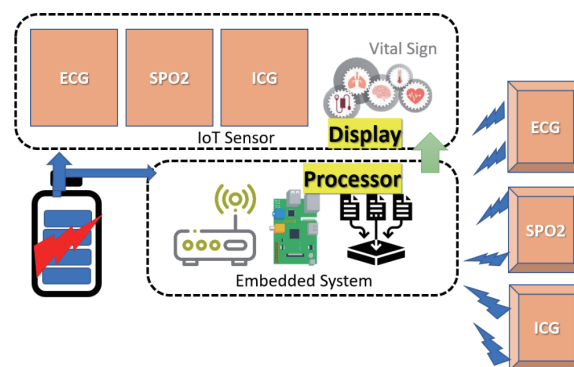 ECG
SPO2
ICG
Vital Sign
IoT Sensor
Display
Processor
Embedded System
ECG
SPO2
ICG